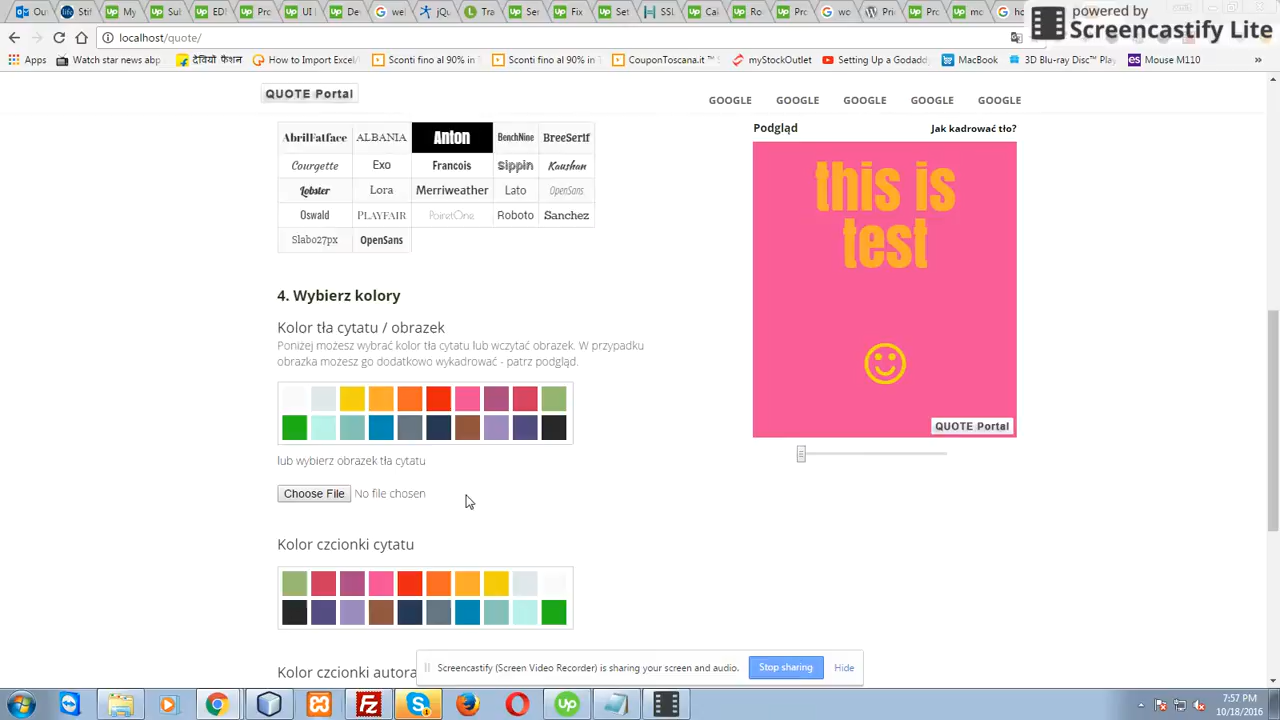 powered by
Screencastify Lite
localhost/quote/
Apps
Watch star news abp
How to Import Excel
Sconti fino al 90% in
CouponToscana.it
myStockOutlet
Setting Up a Godadd
MacBook
3D Blu-ray Disc™ Play
Mouse M110
QUOTE Portal
GOOGLE GOOGLE GOOGLE GOOGLE GOOGLE
AbrilFatface ALBANIA Anton BenchNine BreeSerif
Courgette Exo Francois Sippin Kaushan
Lobster Lora Merriweather Lato OpenSans
Oswald PLAYFAIR PoiretOne Roboto Sanchez
Slabo27px OpenSans
Podgląd
Jak kadrować tło?
this is
test
QUOTE Portal
4. Wybierz kolory
Kolor tła cytatu / obrazek
Poniżej możesz wybrać kolor tła cytatu lub wczytać obrazek. W przypadku
obrazka mozesz go dodatkowo wykadrować - patrz podgląd.
lub wybierz obrazek tła cytatu
Choose File No file chosen
Kolor czcionki cytatu
Kolor czcionki autora
Screencastify (Screen Video Recorder) is sharing your screen and audio.
Stop sharing
Hide
7:57 PM
10/18/2016